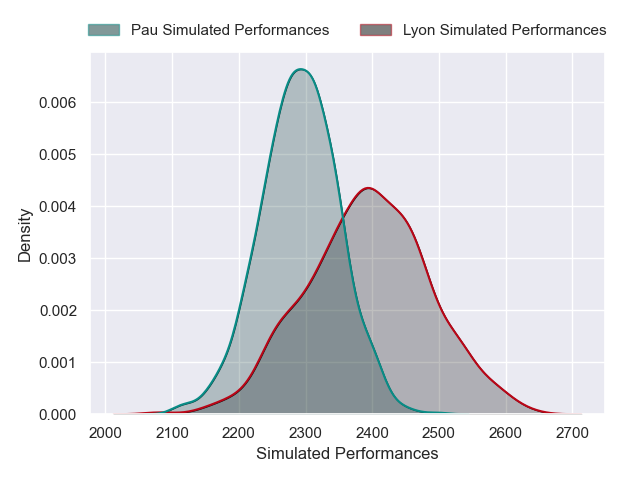 Pau Simulated Performances Lyon Simulated Performances
0.006
0.005
0.004
0.003
0.002
0.001
0.000
Density
2000 2100 2200 2300 2400 2500 2600 2700
Simulated Performances